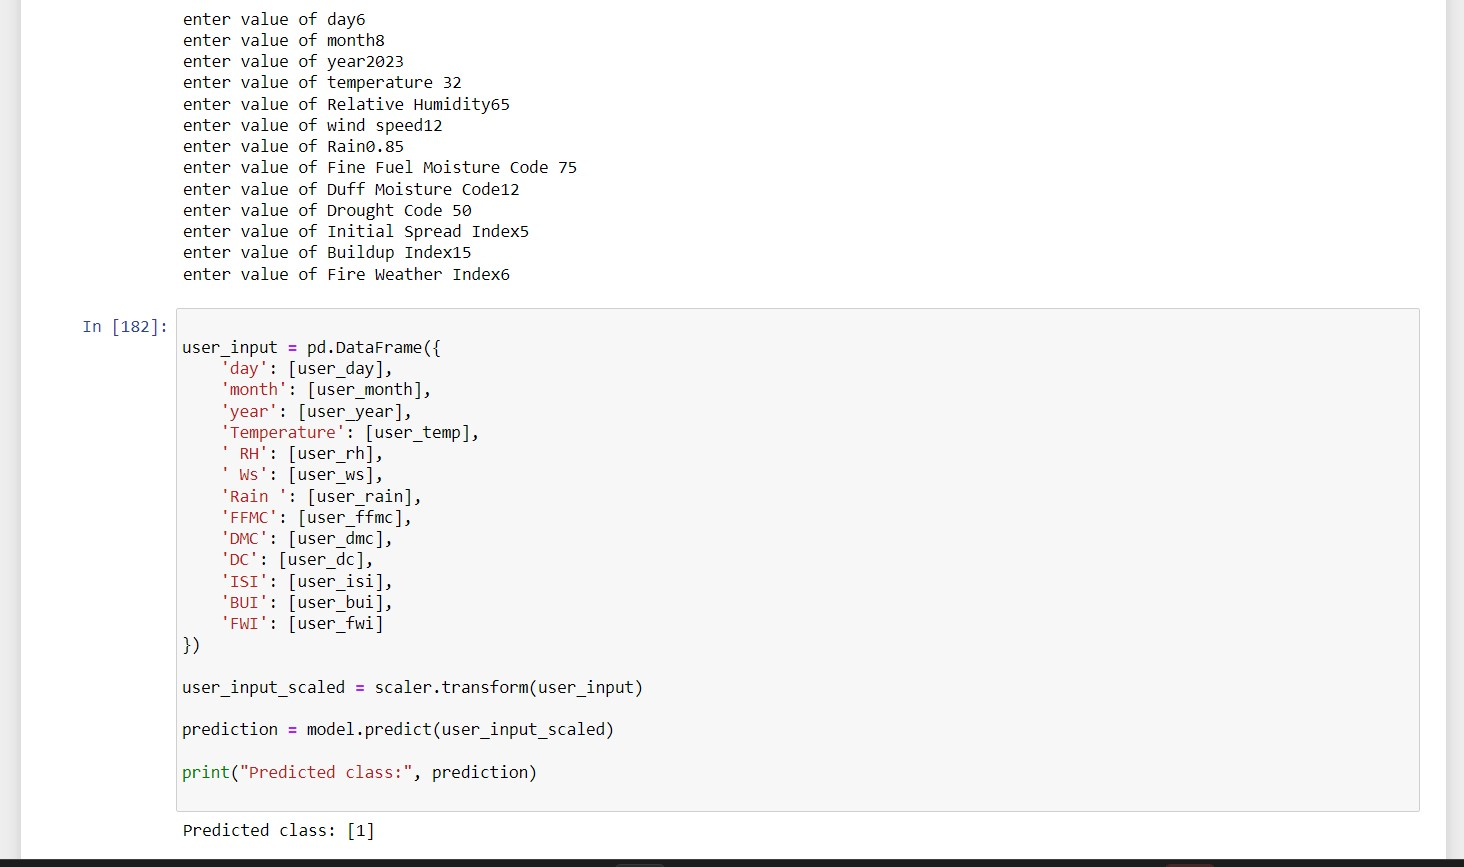 enter value of day6
enter value of month8
enter value of year2023
enter value of temperature 32
enter value of Relative Humidity65
enter value of wind speed12
enter value of Rain0.85
enter value of Fine Fuel Moisture Code 75
enter value of Duff Moisture Code12
enter value of Drought Code 50
enter value of Initial Spread Index5
enter value of Buildup Index15
enter value of Fire Weather Index6
In [182]:
user_input = pd.DataFrame({
    'day': [user_day],
    'month': [user_month],
    'year': [user_year],
    'Temperature': [user_temp],
    ' RH': [user_rh],
    ' Ws': [user_ws],
    'Rain ': [user_rain],
    'FFMC': [user_ffmc],
    'DMC': [user_dmc],
    'DC': [user_dc],
    'ISI': [user_isi],
    'BUI': [user_bui],
    'FWI': [user_fwi]
})
user_input_scaled = scaler.transform(user_input)
prediction = model.predict(user_input_scaled)
print("Predicted class:", prediction)
Predicted class: [1]